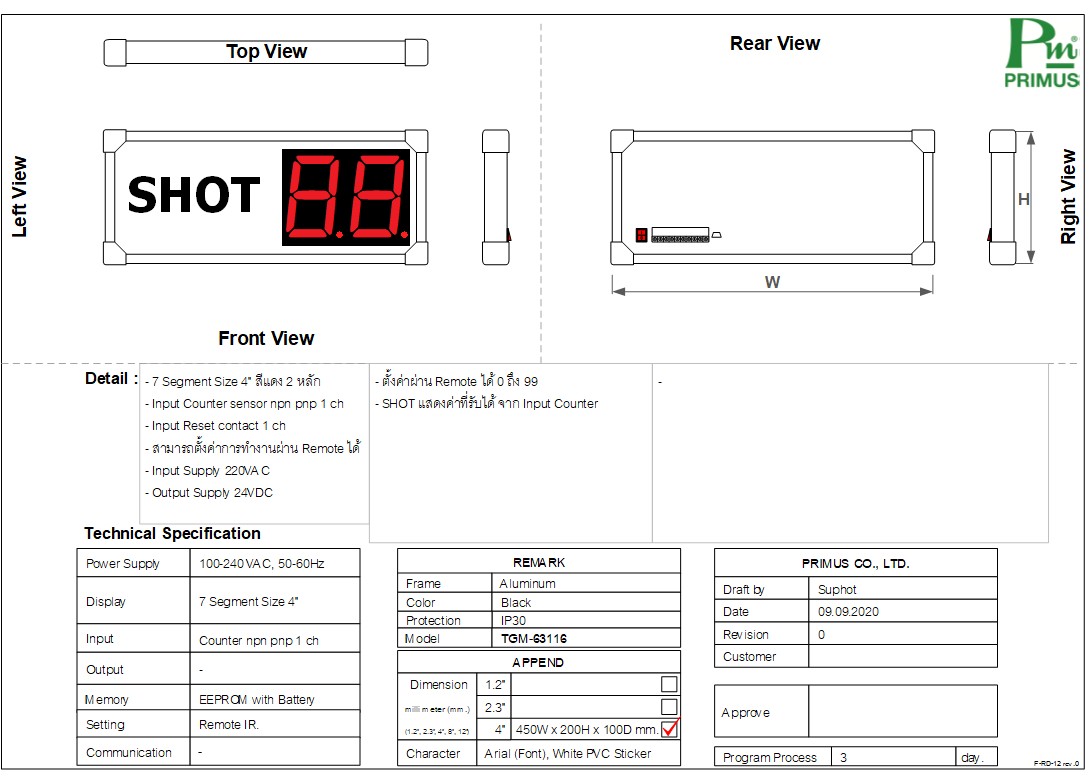 Top View
Rear View
Pm®
PRIMUS
Left View
SHOT 88
H
Right View
W
Front View
Detail :
- 7 Segment Size 4" สีแดง 2 หลัก
- Input Counter sensor npn pnp 1 ch
- Input Reset contact 1 ch
- สามารถตั้งค่าการทำงานผ่าน Remote ได้
- Input Supply 220VAC
- Output Supply 24VDC
- ตั้งค่าผ่าน Remote ได้ 0 ถึง 99
- SHOT แสดงค่าที่รับได้ จาก Input Counter
-
Technical Specification
Power Supply 100-240VAC, 50-60Hz
Display 7 Segment Size 4"
Input Counter npn pnp 1 ch
Output -
Memory EEPROM with Battery
Setting Remote IR.
Communication -
REMARK
Frame Aluminum
Color Black
Protection IP30
Model TGM-63116
APPEND
Dimension 1.2"
millimeter (mm.) 2.3"
(1.2", 2.3", 4", 8", 12") 4" 450W x 200H x 100D mm.
Character Arial (Font), White PVC Sticker
PRIMUS CO., LTD.
Draft by Suphot
Date 09.09.2020
Revision 0
Customer
Approve
Program Process 3 day.
F-RD-12 rev.0